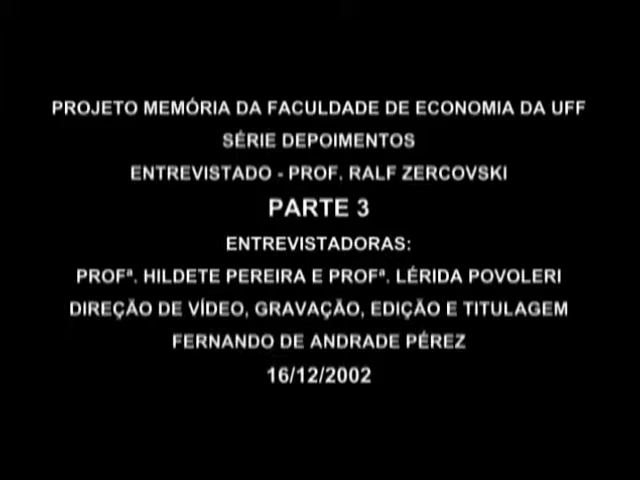 PROJETO MEMÓRIA DA FACULDADE DE ECONOMIA DA UFF
SÉRIE DEPOIMENTOS
ENTREVISTADO - PROF. RALF ZERCOVSKI
PARTE 3
ENTREVISTADORAS:
PROFª. HILDETE PEREIRA E PROFª. LÉRIDA POVOLERI
DIREÇÃO DE VÍDEO, GRAVAÇÃO, EDIÇÃO E TITULAGEM
FERNANDO DE ANDRADE PÉREZ
16/12/2002